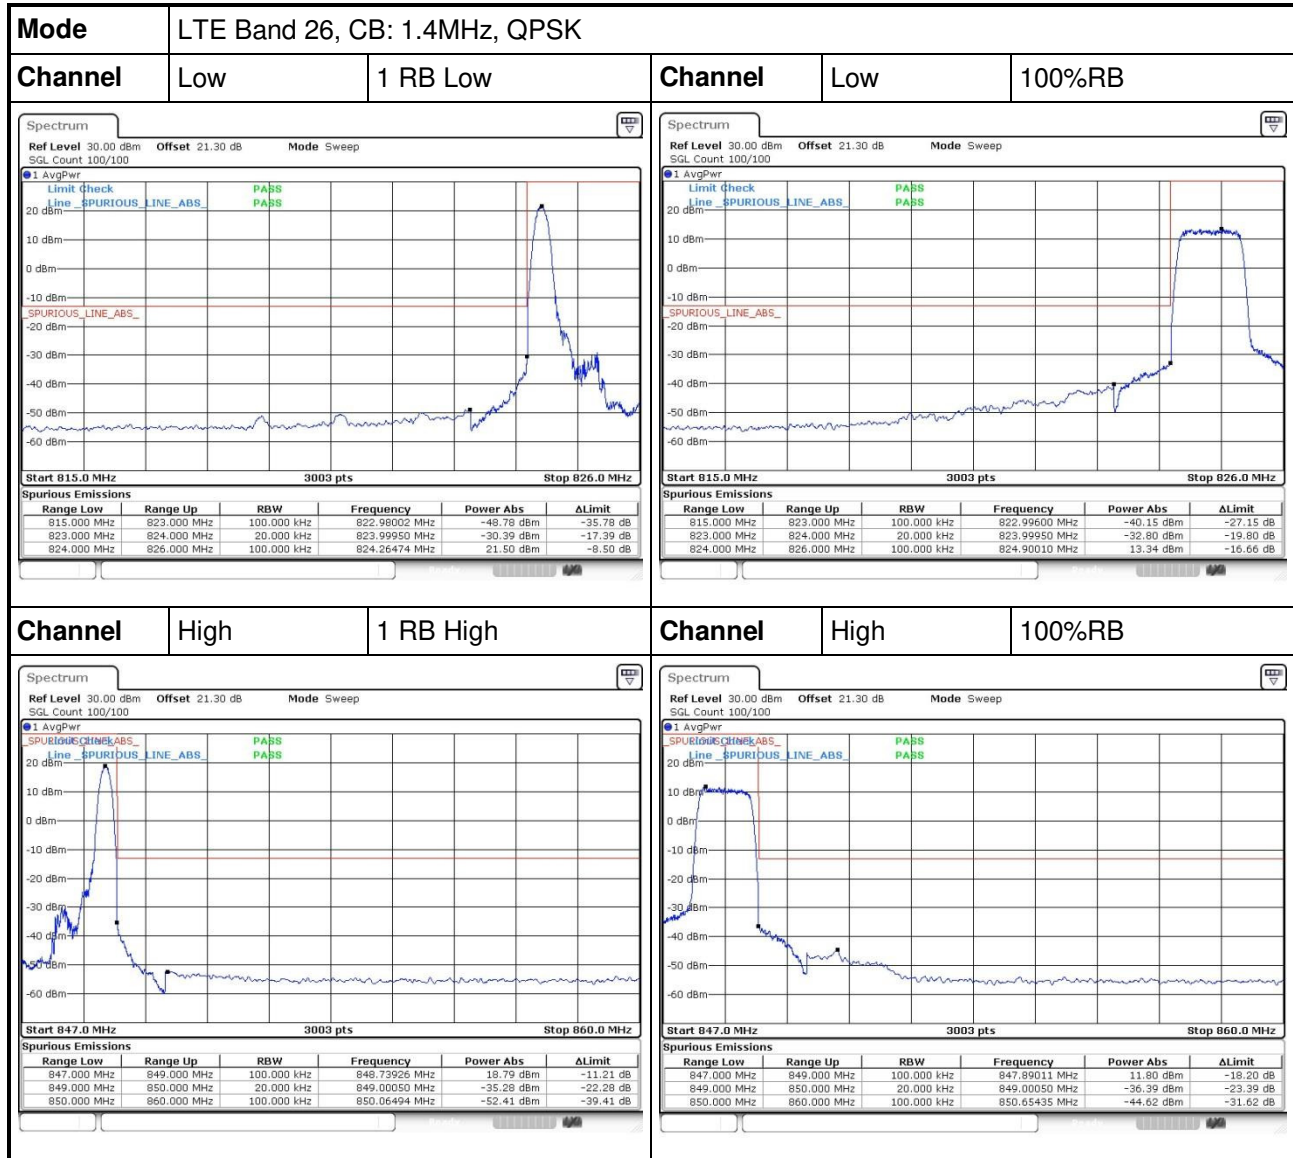 Mode LTE Band 26, CB: 1.4MHz, QPSK
Channel Low 1 RB Low Channel Low 100%RB
Spectrum
Ref Level 30.00 dBm Offset 21.30 dB Mode Sweep
SGL Count 100/100
1 AvgPwr
Limit Check PASS
Line _SPURIOUS_LINE_ABS_ PASS
20 dBm
10 dBm
0 dBm
-10 dBm
_SPURIOUS_LINE_ABS_
-20 dBm
-30 dBm
-40 dBm
-50 dBm
-60 dBm
Start 815.0 MHz 3003 pts Stop 826.0 MHz
Spurious Emissions
Range Low Range Up RBW Frequency Power Abs ΔLimit
815.000 MHz 823.000 MHz 100.000 kHz 822.98002 MHz -48.78 dBm -35.78 dB
823.000 MHz 824.000 MHz 20.000 kHz 823.99950 MHz -30.39 dBm -17.39 dB
824.000 MHz 826.000 MHz 100.000 kHz 824.26474 MHz 21.50 dBm -8.50 dB
Spectrum
Ref Level 30.00 dBm Offset 21.30 dB Mode Sweep
SGL Count 100/100
1 AvgPwr
Limit Check PASS
Line _SPURIOUS_LINE_ABS_ PASS
20 dBm
10 dBm
0 dBm
-10 dBm
_SPURIOUS_LINE_ABS_
-20 dBm
-30 dBm
-40 dBm
-50 dBm
-60 dBm
Start 815.0 MHz 3003 pts Stop 826.0 MHz
Spurious Emissions
Range Low Range Up RBW Frequency Power Abs ΔLimit
815.000 MHz 823.000 MHz 100.000 kHz 822.99600 MHz -40.15 dBm -27.15 dB
823.000 MHz 824.000 MHz 20.000 kHz 823.99950 MHz -32.80 dBm -19.80 dB
824.000 MHz 826.000 MHz 100.000 kHz 824.90010 MHz 13.34 dBm -16.66 dB
Channel High 1 RB High Channel High 100%RB
Spectrum
Ref Level 30.00 dBm Offset 21.30 dB Mode Sweep
SGL Count 100/100
1 AvgPwr
Limit Check PASS
Line _SPURIOUS_LINE_ABS_ PASS
20 dBm
10 dBm
0 dBm
-10 dBm
-20 dBm
-30 dBm
-40 dBm
-50 dBm
-60 dBm
Start 847.0 MHz 3003 pts Stop 860.0 MHz
Spurious Emissions
Range Low Range Up RBW Frequency Power Abs ΔLimit
847.000 MHz 849.000 MHz 100.000 kHz 848.73926 MHz 18.79 dBm -11.21 dB
849.000 MHz 850.000 MHz 20.000 kHz 849.00050 MHz -35.28 dBm -22.28 dB
850.000 MHz 860.000 MHz 100.000 kHz 850.06494 MHz -52.41 dBm -39.41 dB
Spectrum
Ref Level 30.00 dBm Offset 21.30 dB Mode Sweep
SGL Count 100/100
1 AvgPwr
Limit Check PASS
Line _SPURIOUS_LINE_ABS_ PASS
20 dBm
10 dBm
0 dBm
-10 dBm
-20 dBm
-30 dBm
-40 dBm
-50 dBm
-60 dBm
Start 847.0 MHz 3003 pts Stop 860.0 MHz
Spurious Emissions
Range Low Range Up RBW Frequency Power Abs ΔLimit
847.000 MHz 849.000 MHz 100.000 kHz 847.89011 MHz 11.80 dBm -18.20 dB
849.000 MHz 850.000 MHz 20.000 kHz 849.00050 MHz -36.39 dBm -23.39 dB
850.000 MHz 860.000 MHz 100.000 kHz 850.65435 MHz -44.62 dBm -31.62 dB